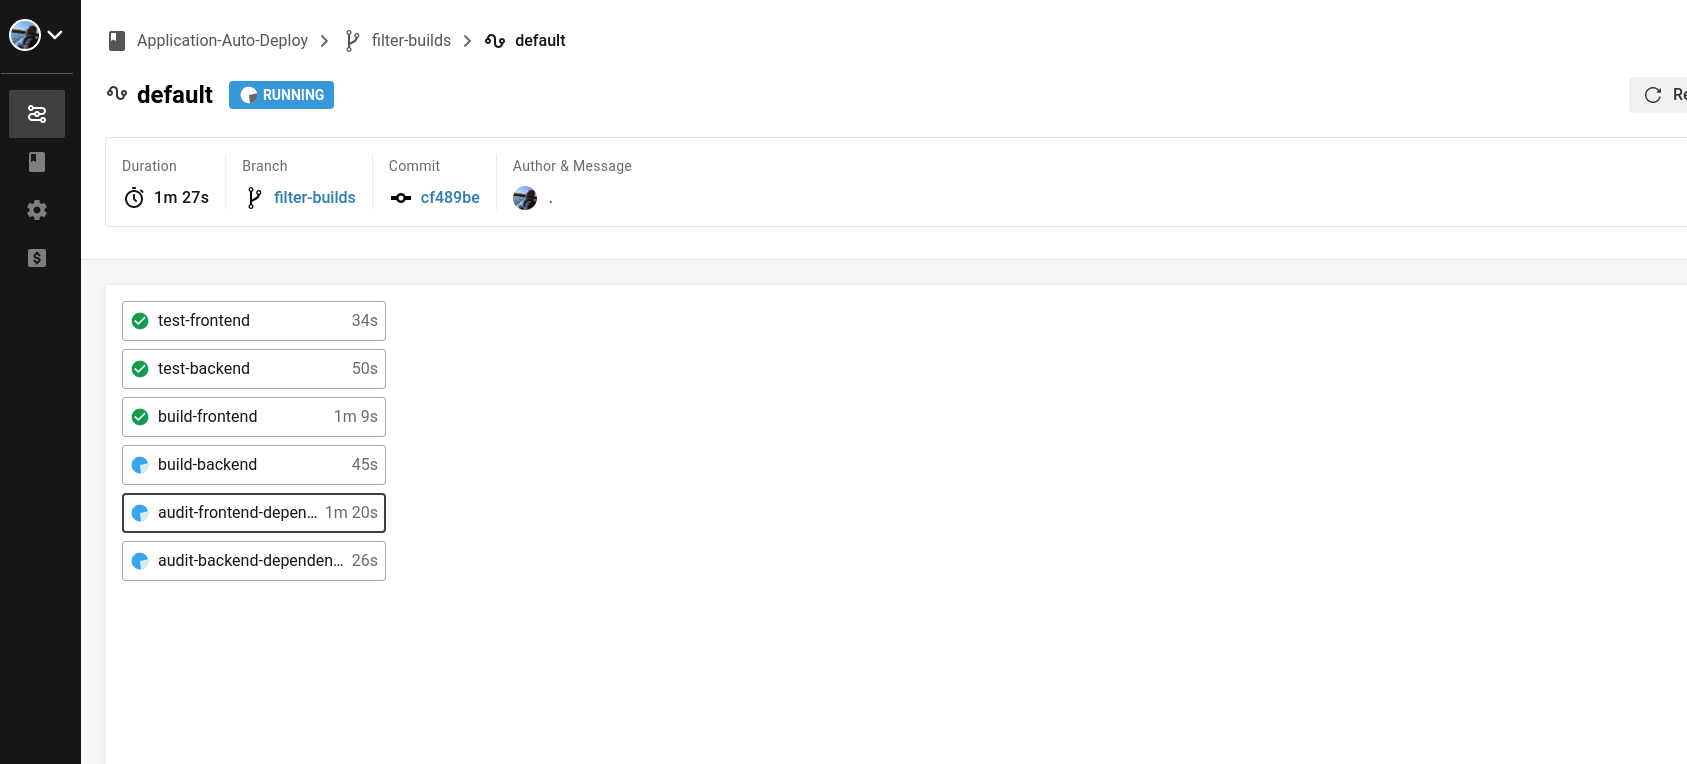 Application-Auto-Deploy > filter-builds > default
default RUNNING Re
Duration Branch Commit Author & Message
1m 27s filter-builds cf489be .
test-frontend 34s
test-backend 50s
build-frontend 1m 9s
build-backend 45s
audit-frontend-depen... 1m 20s
audit-backend-dependen... 26s